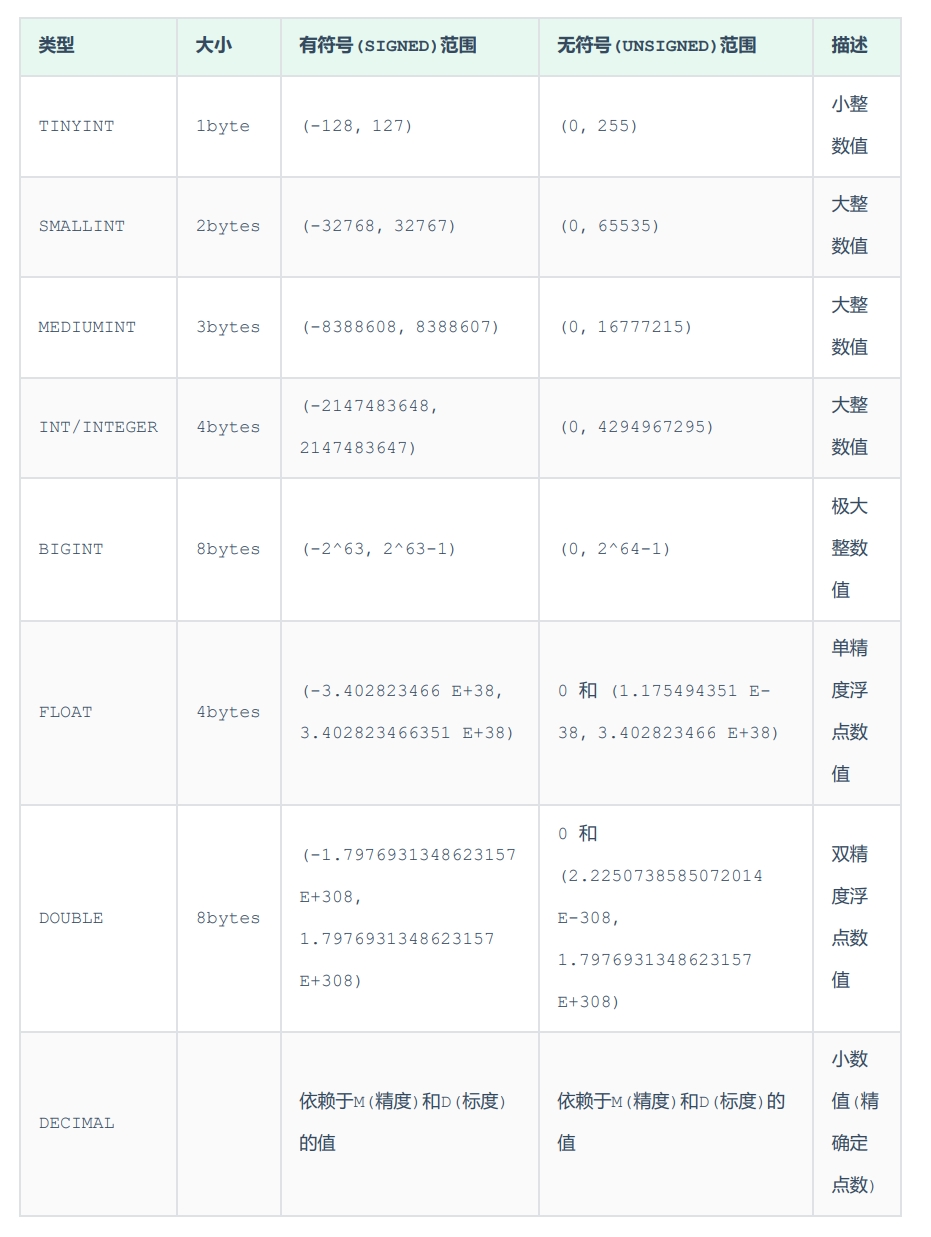 类型 大小 有符号(SIGNED)范围 无符号(UNSIGNED)范围 描述
TINYINT 1byte (-128, 127) (0, 255) 小整
数值
SMALLINT 2bytes (-32768, 32767) (0, 65535) 大整
数值
MEDIUMINT 3bytes (-8388608, 8388607) (0, 16777215) 大整
数值
INT/INTEGER 4bytes (-2147483648,
2147483647)
(0, 4294967295)
大整
数值
BIGINT 8bytes (-2^63, 2^63-1) (0, 2^64-1) 极大
整数
值
FLOAT 4bytes (-3.402823466 E+38,
3.402823466351 E+38)
0 和 (1.175494351 E-
38, 3.402823466 E+38)
单精
度浮
点数
值
DOUBLE 8bytes (-1.7976931348623157
E+308,
1.7976931348623157
E+308)
0 和
(2.2250738585072014
E-308,
1.7976931348623157
E+308)
双精
度浮
点数
值
DECIMAL 依赖于M(精度)和D(标度)
的值
依赖于M(精度)和D(标度)的
值
小数
值(精
确定
点数)